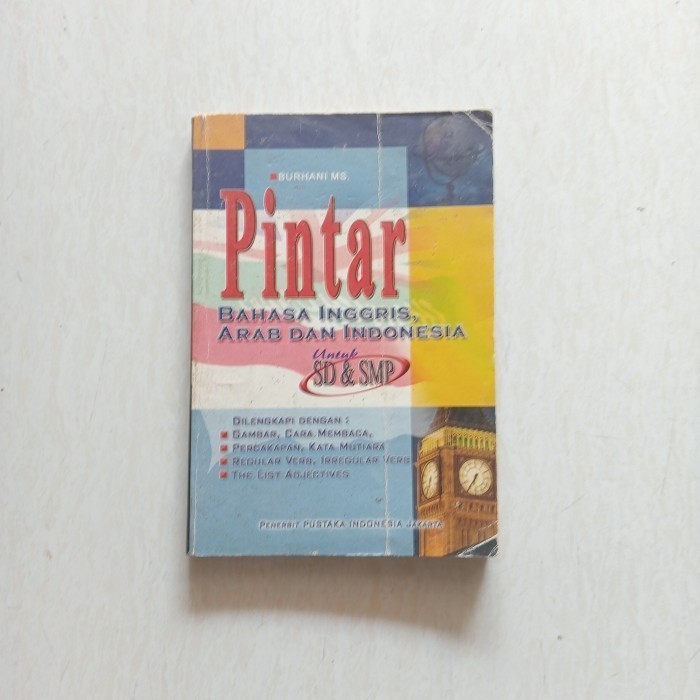 BURHANI MS
Pintar
BAHASA INGGRIS,
ARAB DAN INDONESIA
Untuk
SD & SMP
DILENGKAPI DENGAN :
GAMBAR, CARA MEMBACA,
PERCAKAPAN, KATA MUTIARA
REGULAR VERB, IRREGULAR VERB
THE LIST ADJECTIVES
PENERBIT PUSTAKA INDONESIA JAKARTA